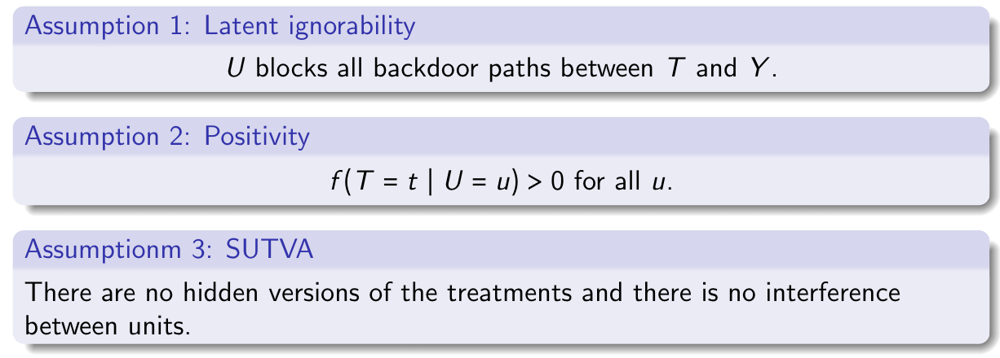 Assumption 1: Latent ignorability
U blocks all backdoor paths between T and Y.
Assumption 2: Positivity
f(T = t | U = u) > 0 for all u.
Assumptionm 3: SUTVA
There are no hidden versions of the treatments and there is no interference
between units.